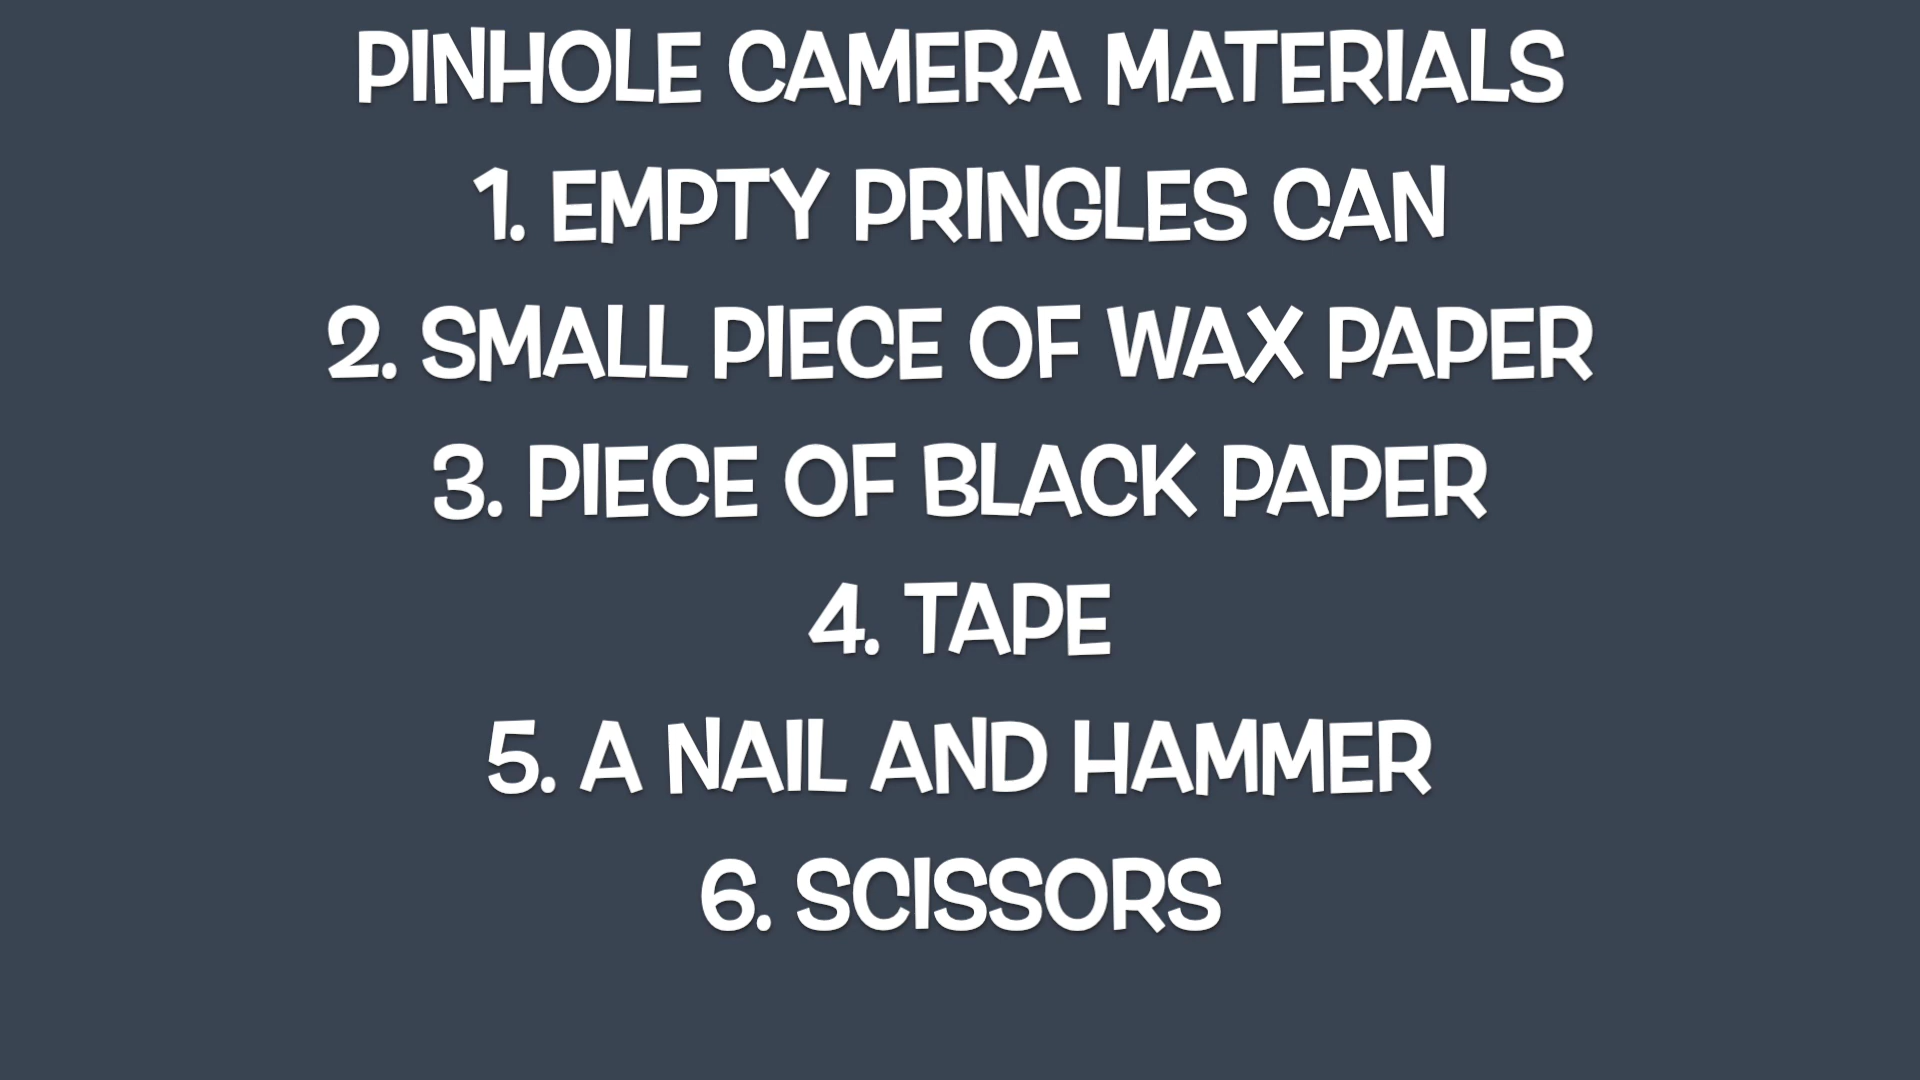 PINHOLE CAMERA MATERIALS
1. EMPTY PRINGLES CAN
2. SMALL PIECE OF WAX PAPER
3. PIECE OF BLACK PAPER
4. TAPE
5. A NAIL AND HAMMER
6. SCISSORS